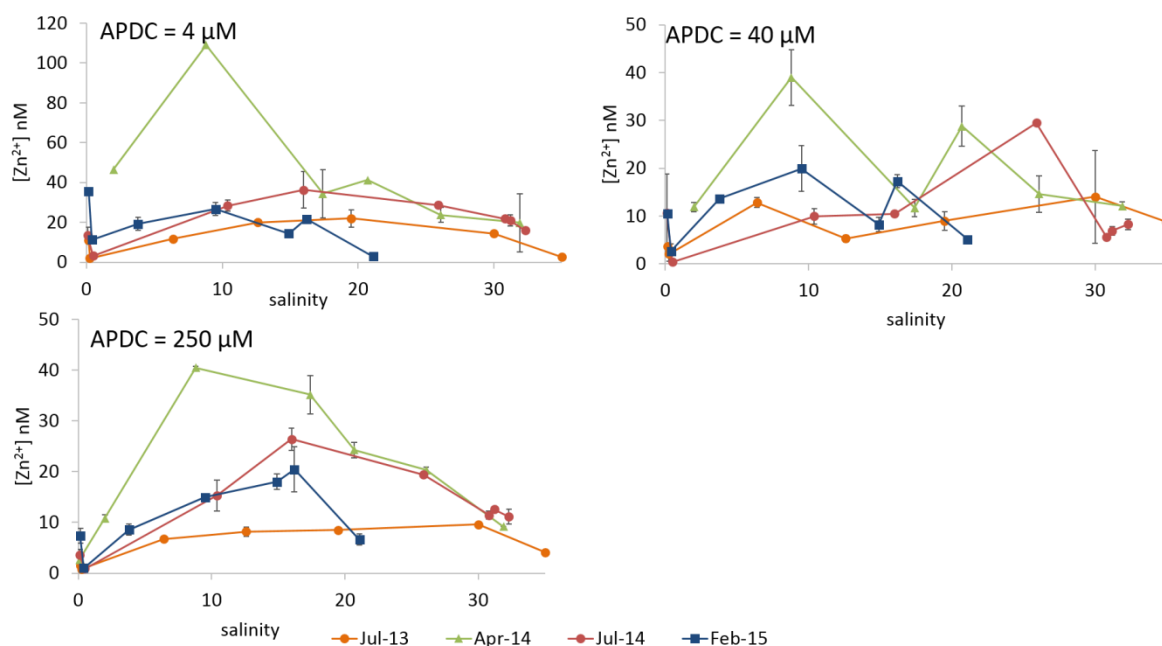 APDC = 4 µM
120
100
80
60
40
20
0
[Zn²⁺] nM
0 10 20 30
salinity
APDC = 40 µM
50
40
30
20
10
0
[Zn²⁺] nM
0 10 20 30
salinity
APDC = 250 µM
50
40
30
20
10
0
[Zn²⁺] nM
0 10 20 30
salinity
Jul-13 Apr-14 Jul-14 Feb-15